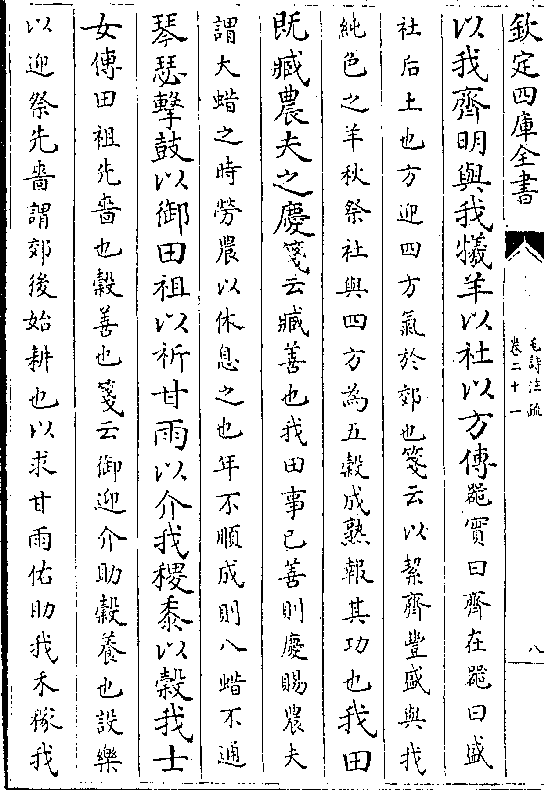 欽定四庫全書
毛詩注疏
卷二十一
八
以我齊明與我犧羊以社以方傳器實曰齊在器曰盛
社后土也方迎四方氣於郊也箋云以絜齊豐盛與我
純色之羊秋祭社與四方為五穀成熟報其功也我田
既臧農夫之慶箋云臧善也我田事已善則慶賜農夫
謂大蜡之時勞農以休息之也年不順成則八蜡不通
琴瑟擊鼓以御田祖以祈甘雨以介我稷黍以穀我士
女傳田祖先嗇也穀善也箋云御迎介助穀養也設樂
以迎祭先嗇謂郊後始耕也以求甘雨佑助我禾稼我